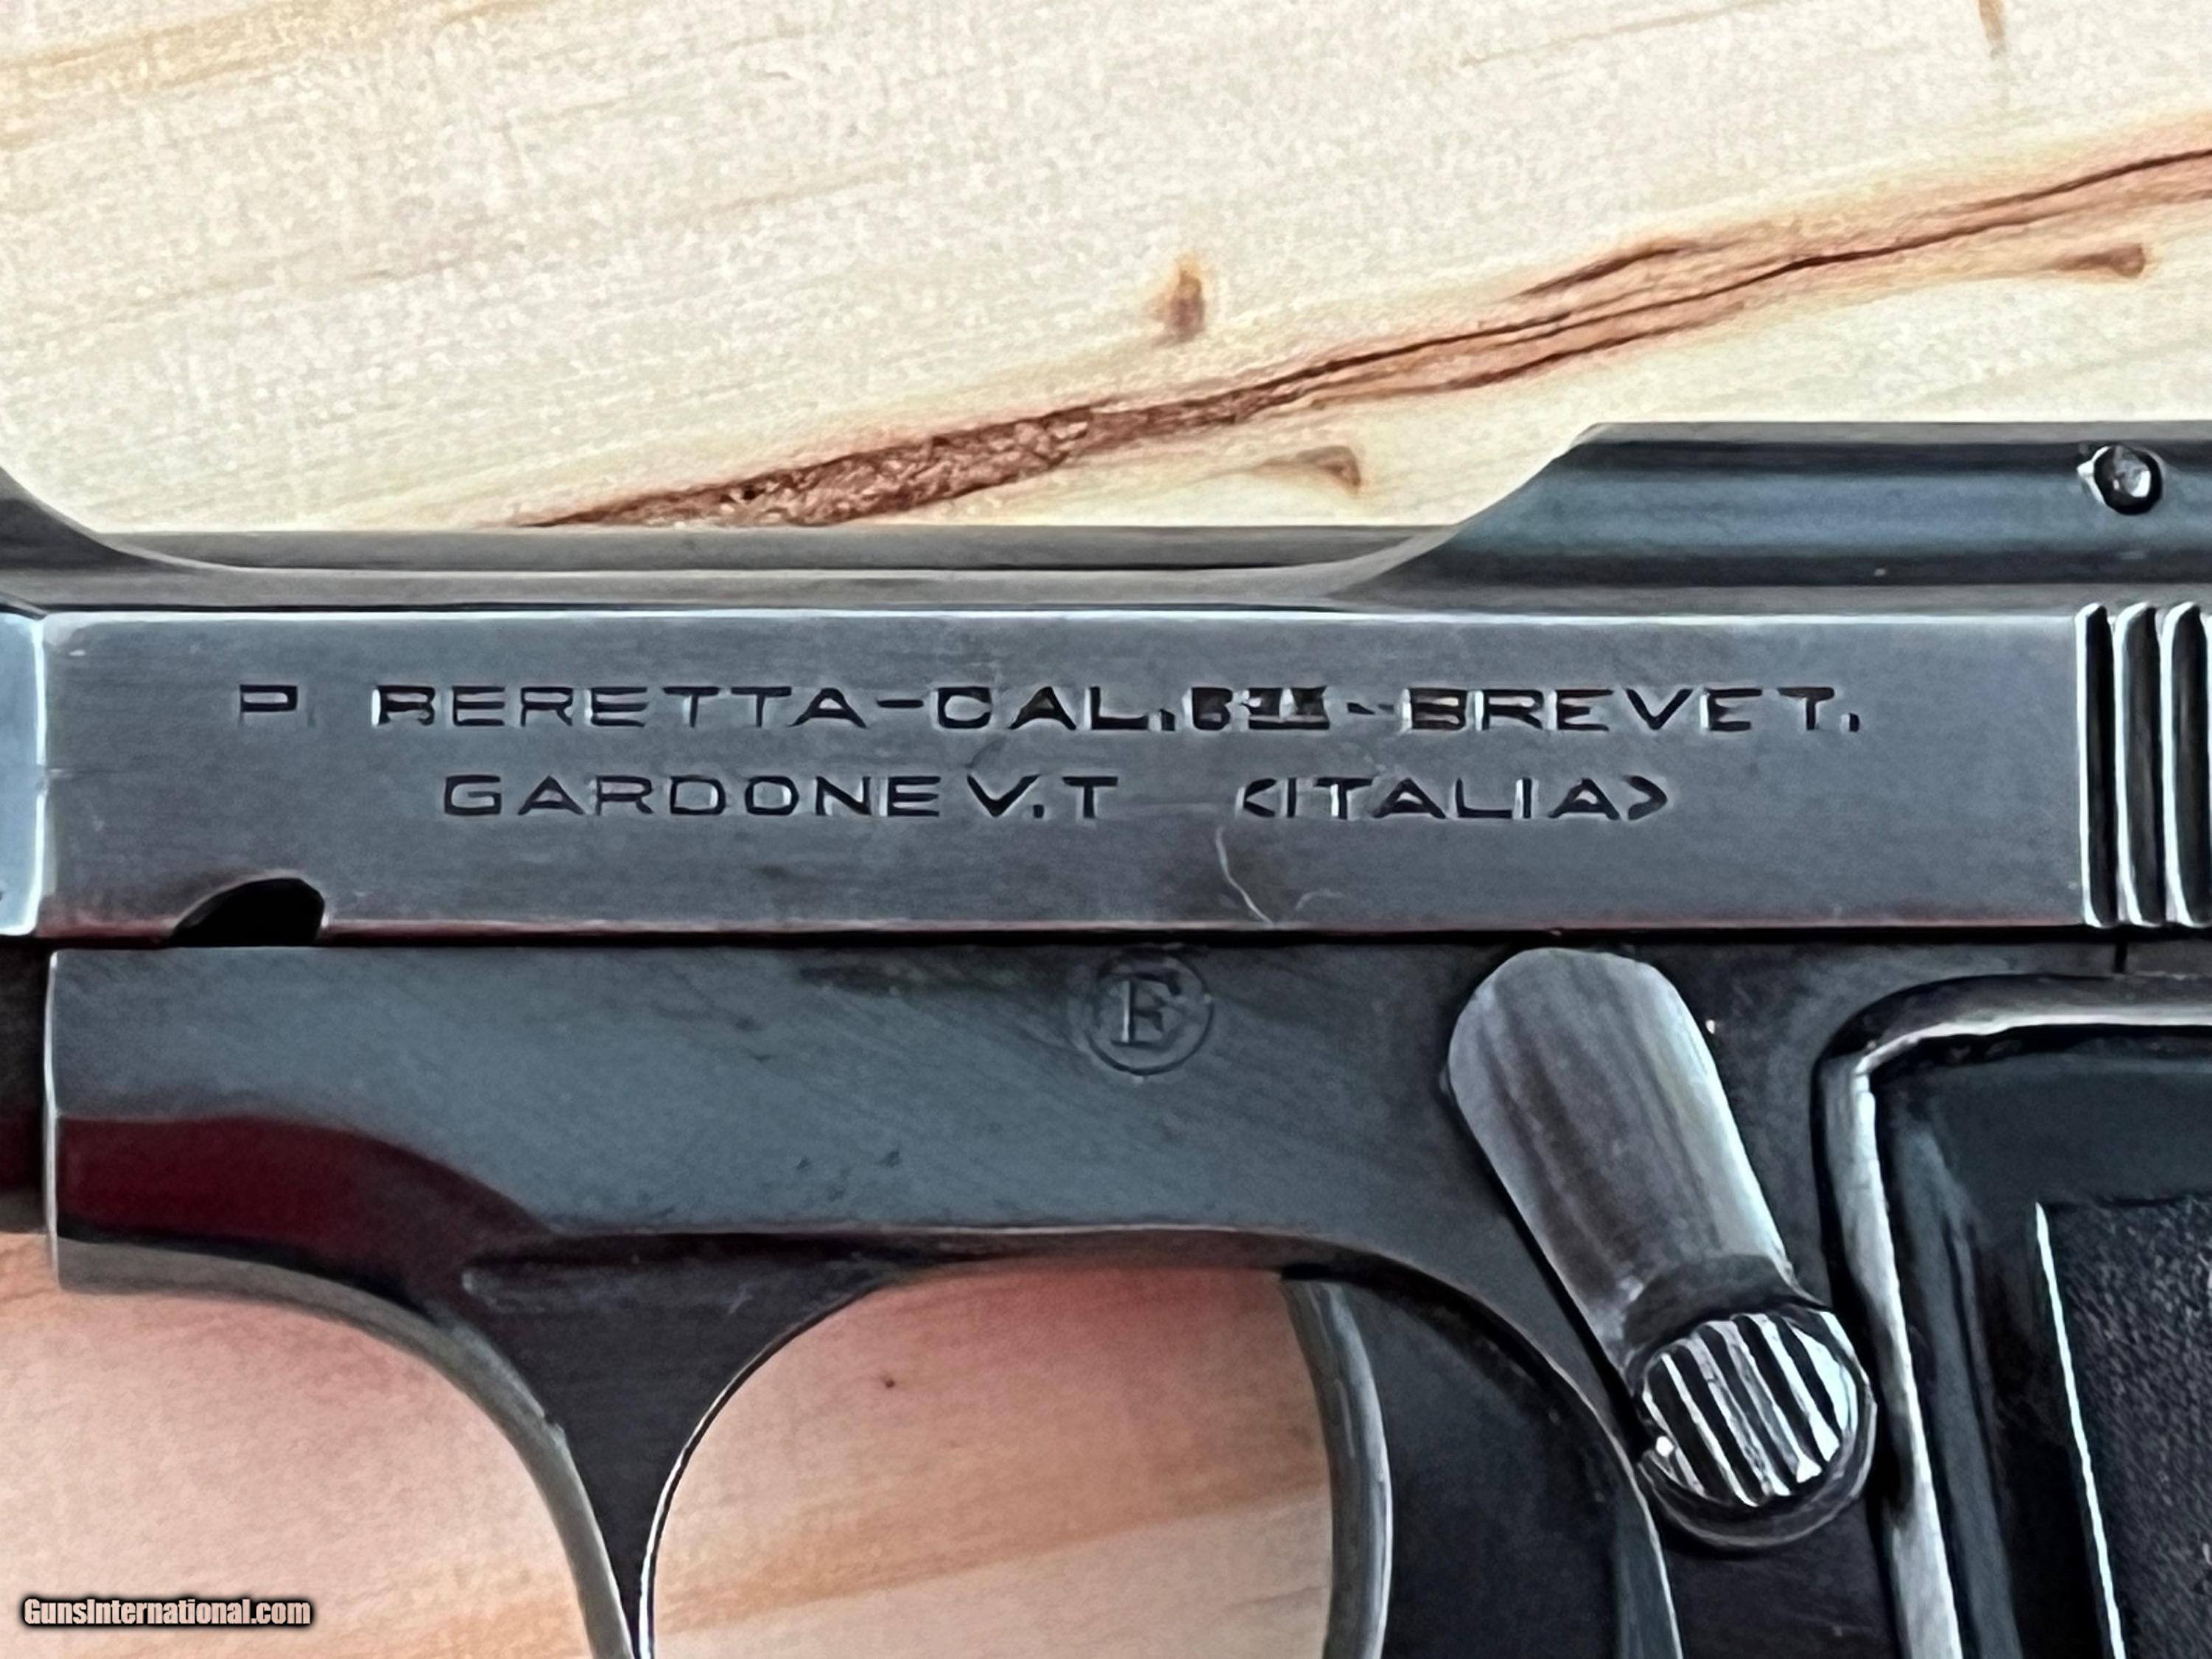 P. BERETTA-CAL. - BREVET.
GARDONE V.T <ITALIA>
E
GunsInternational.com